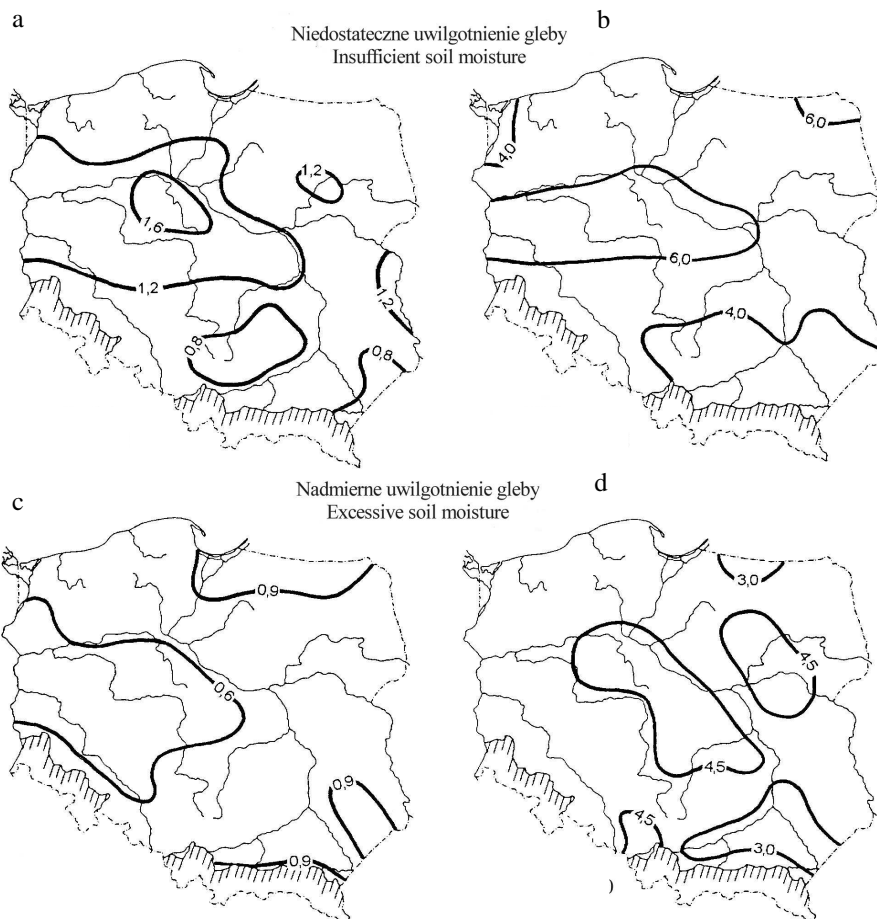 a
b
Niedostateczne uwilgotnienie gleby
Insufficient soil moisture
1,2
1,6
1,2
1,2
0,8
0,8
4,0
6,0
6,0
4,0
c
d
Nadmierne uwilgotnienie gleby
Excessive soil moisture
0,9
0,6
0,9
0,9
3,0
4,5
4,5
4,5
3,0
)